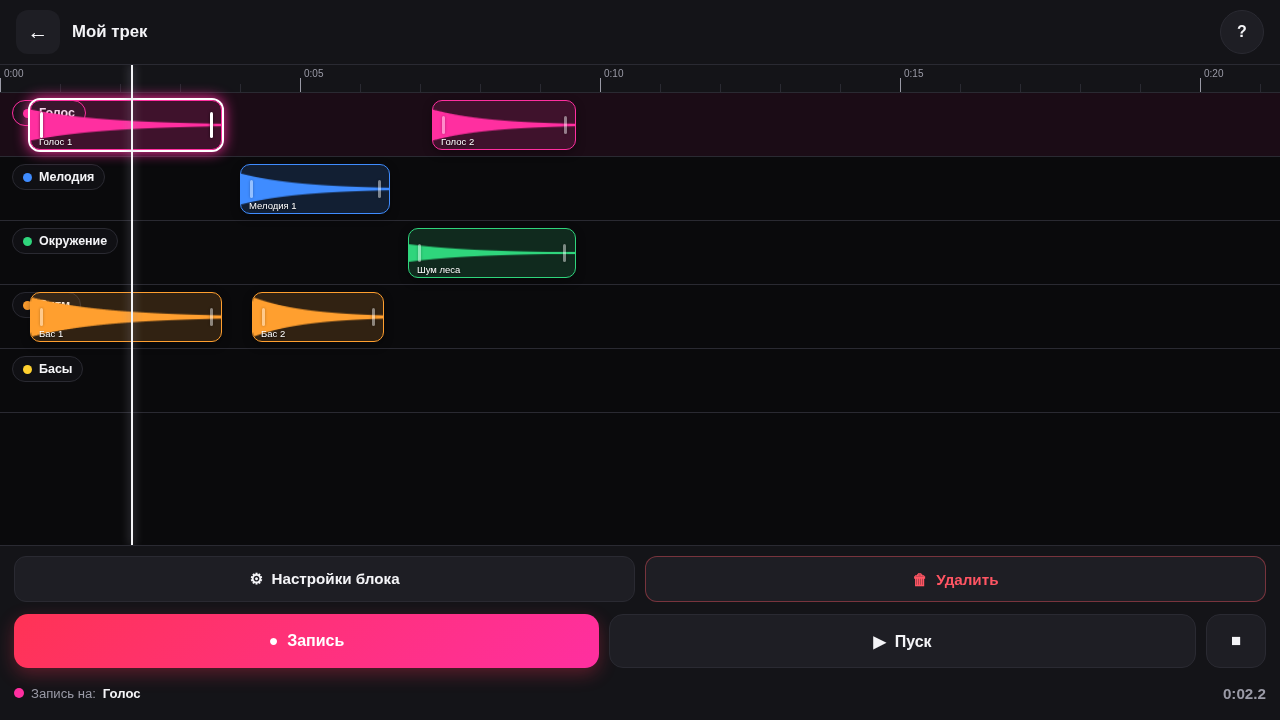 ← Мой трек ?
0:00 0:05 0:10 0:15 0:20
Голос
Голос 1 Голос 2
Мелодия
Мелодия 1
Окружение
Шум леса
Бас 1 Бас 2
Басы
⚙ Настройки блока 🗑 Удалить
● Запись ▶ Пуск ■
Запись на: Голос 0:02.2